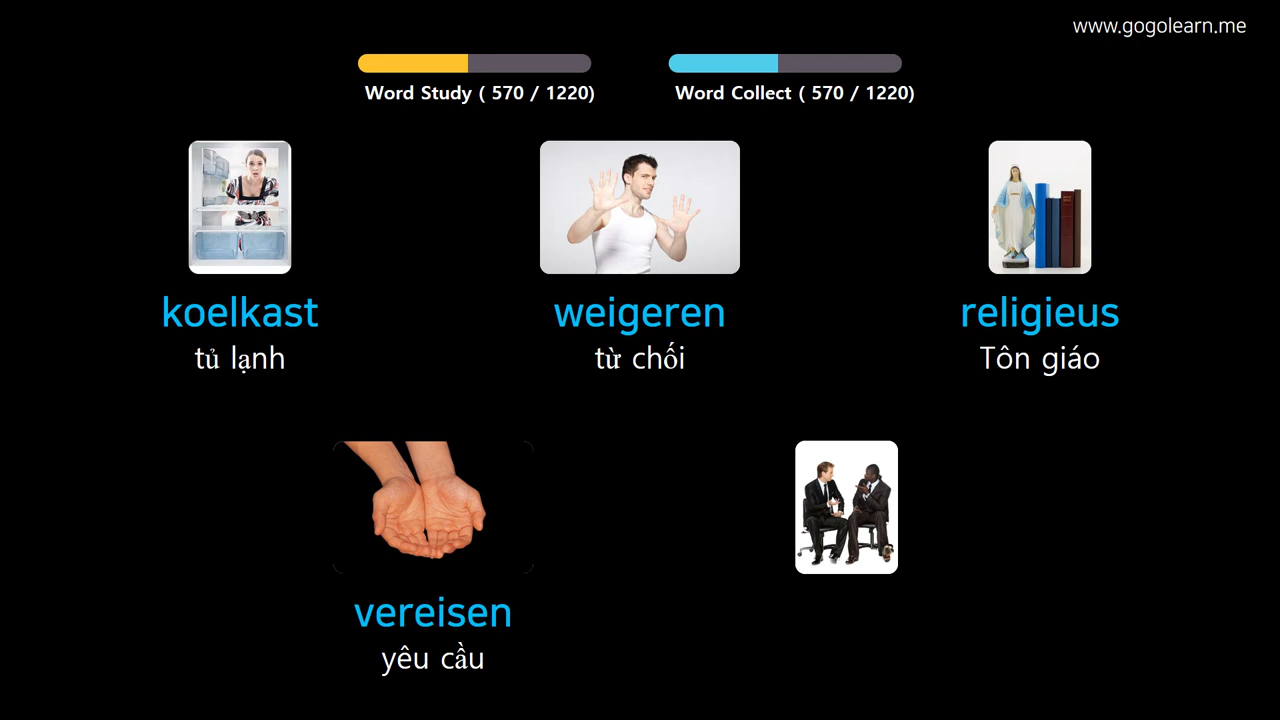 www.gogolearn.me
Word Study ( 570 / 1220)
Word Collect ( 570 / 1220)
koelkast
tủ lạnh
weigeren
từ chối
religieus
Tôn giáo
vereisen
yêu cầu